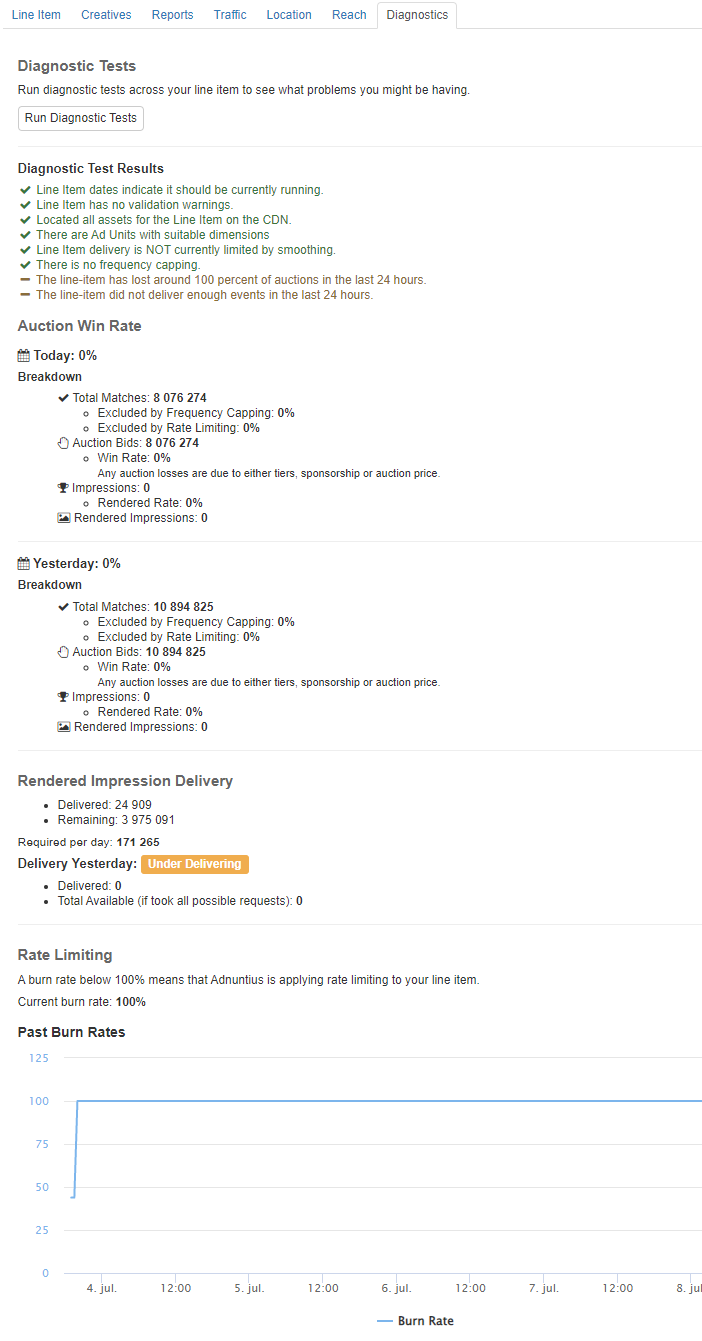 Line Item Creatives Reports Traffic Location Reach Diagnostics
Diagnostic Tests
Run diagnostic tests across your line item to see what problems you might be having.
Run Diagnostic Tests
Diagnostic Test Results
Line Item dates indicate it should be currently running.
Line Item has no validation warnings.
Located all assets for the Line Item on the CDN.
There are Ad Units with suitable dimensions
Line Item delivery is NOT currently limited by smoothing.
There is no frequency capping.
The line-item has lost around 100 percent of auctions in the last 24 hours.
The line-item did not deliver enough events in the last 24 hours.
Auction Win Rate
Today: 0%
Breakdown
Total Matches: 8 076 274
Excluded by Frequency Capping: 0%
Excluded by Rate Limiting: 0%
Auction Bids: 8 076 274
Win Rate: 0%
Any auction losses are due to either tiers, sponsorship or auction price.
Impressions: 0
Rendered Rate: 0%
Rendered Impressions: 0
Yesterday: 0%
Breakdown
Total Matches: 10 894 825
Excluded by Frequency Capping: 0%
Excluded by Rate Limiting: 0%
Auction Bids: 10 894 825
Win Rate: 0%
Any auction losses are due to either tiers, sponsorship or auction price.
Impressions: 0
Rendered Rate: 0%
Rendered Impressions: 0
Rendered Impression Delivery
Delivered: 24 909
Remaining: 3 975 091
Required per day: 171 265
Delivery Yesterday: Under Delivering
Delivered: 0
Total Available (if took all possible requests): 0
Rate Limiting
A burn rate below 100% means that Adnuntius is applying rate limiting to your line item.
Current burn rate: 100%
Past Burn Rates
125
100
75
50
25
0
4. jul. 12:00 5. jul. 12:00 6. jul. 12:00 7. jul. 12:00 8. jul
Burn Rate